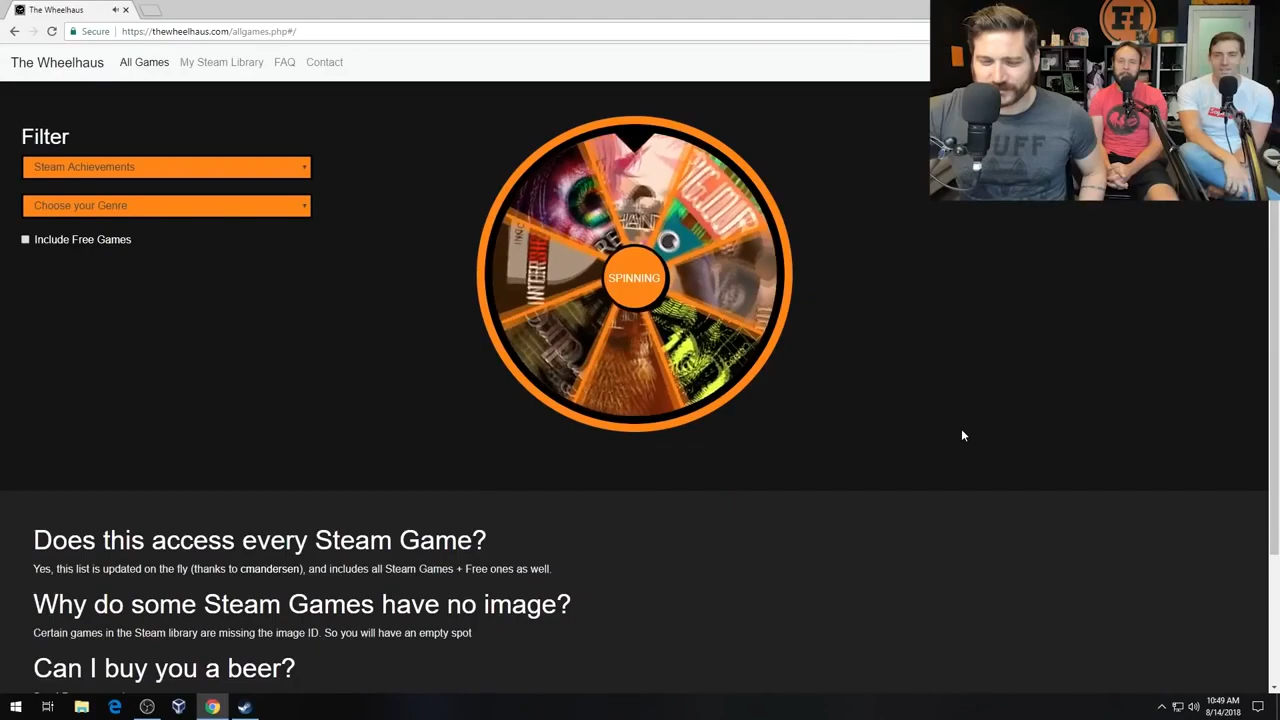 The Wheelhaus
Secure
https://thewheelhaus.com/allgames.php#/
The Wheelhaus
All Games
My Steam Library
FAQ
Contact
Filter
Steam Achievements
Choose your Genre
Include Free Games
SPINNING
Does this access every Steam Game?
Yes, this list is updated on the fly (thanks to cmandersen), and includes all Steam Games + Free ones as well.
Why do some Steam Games have no image?
Certain games in the Steam library are missing the image ID. So you will have an empty spot
Can I buy you a beer?
10:49 AM
8/14/2018